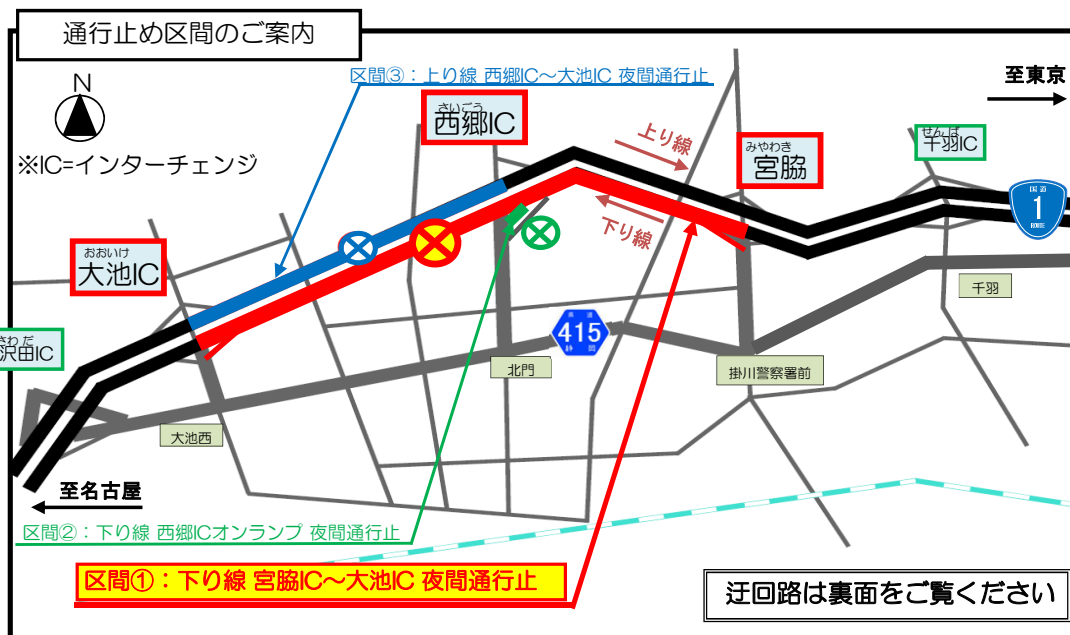 通行止め区間のご案内
N
※IC=インターチェンジ
区間③：上り線 西郷IC～大池IC 夜間通行止
至東京
さいごう
西郷IC
上り線
下り線
みやわき
宮脇
せんば
千羽IC
国道
1
ROUTE
おおいけ
大池IC
さわだ
沢田IC
県道
415
静岡
千羽
北門
掛川警察署前
大池西
至名古屋
区間②：下り線 西郷ICオンランプ 夜間通行止
区間①：下り線 宮脇IC～大池IC 夜間通行止
迂回路は裏面をご覧ください